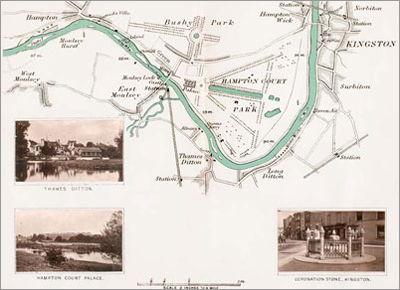 Hampton
Bushy Park
Hampton
Wick
Station
Norbiton
Station
KINGSTON
Moulsey
Hurst
Island
West
Moulsey
Moulsey Lock
East
Moulsey
Station
HAMPTON COURT
PARK
Surbiton
Thames
Ditton
Station
Long
Ditton
Station
THAMES DITTON.
HAMPTON COURT PALACE.
CORONATION STONE, KINGSTON.
SCALE, 2 INCHES TO A MILE